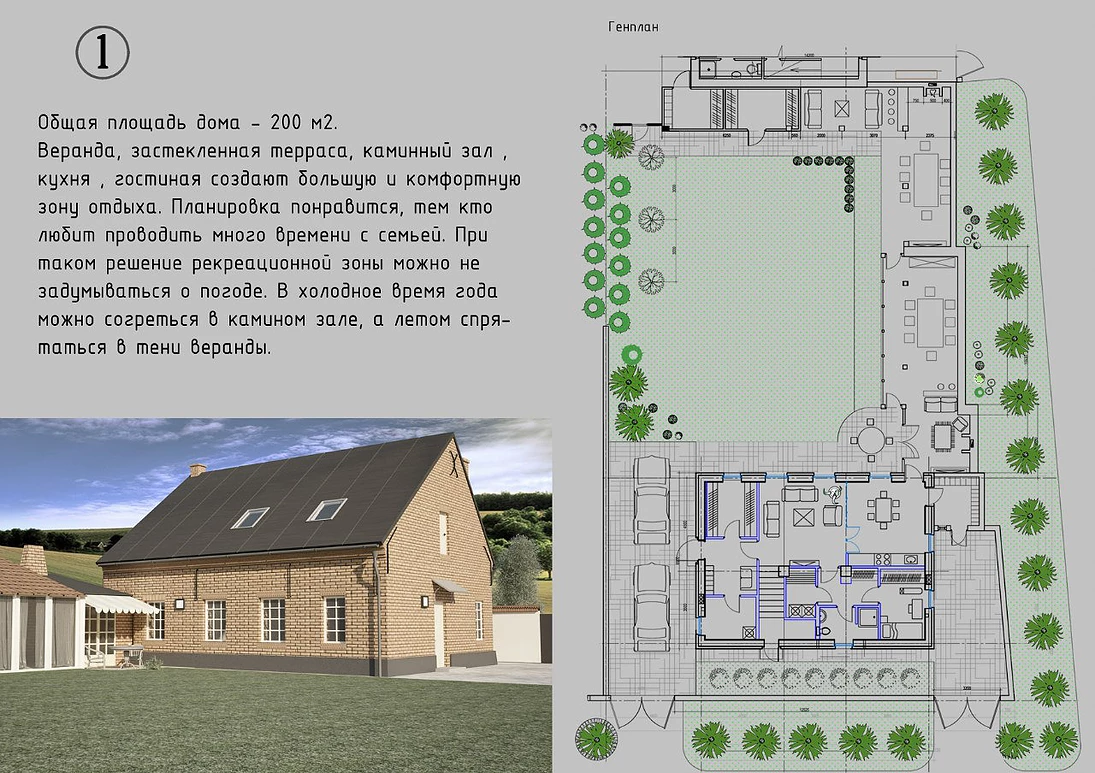 1
Общая площадь дома - 200 м2.
Веранда, застекленная терраса, каминный зал ,
кухня , гостиная создают большую и комфортную
зону отдыха. Планировка понравится, тем кто
любит проводить много времени с семьей. При
таком решение рекреационной зоны можно не
задумываться о погоде. В холодное время года
можно согреться в камином зале, а летом спря-
таться в тени веранды.
Генплан